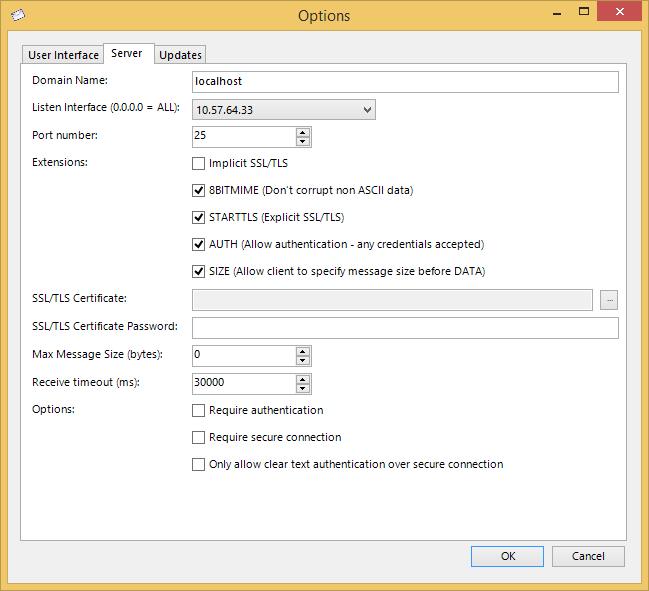 Options
User Interface Server Updates
Domain Name: localhost
Listen Interface (0.0.0.0 = ALL): 10.57.64.33
Port number: 25
Extensions: Implicit SSL/TLS
8BITMIME (Don't corrupt non ASCII data)
STARTTLS (Explicit SSL/TLS)
AUTH (Allow authentication - any credentials accepted)
SIZE (Allow client to specify message size before DATA)
SSL/TLS Certificate: ...
SSL/TLS Certificate Password:
Max Message Size (bytes): 0
Receive timeout (ms): 30000
Options: Require authentication
Require secure connection
Only allow clear text authentication over secure connection
OK Cancel